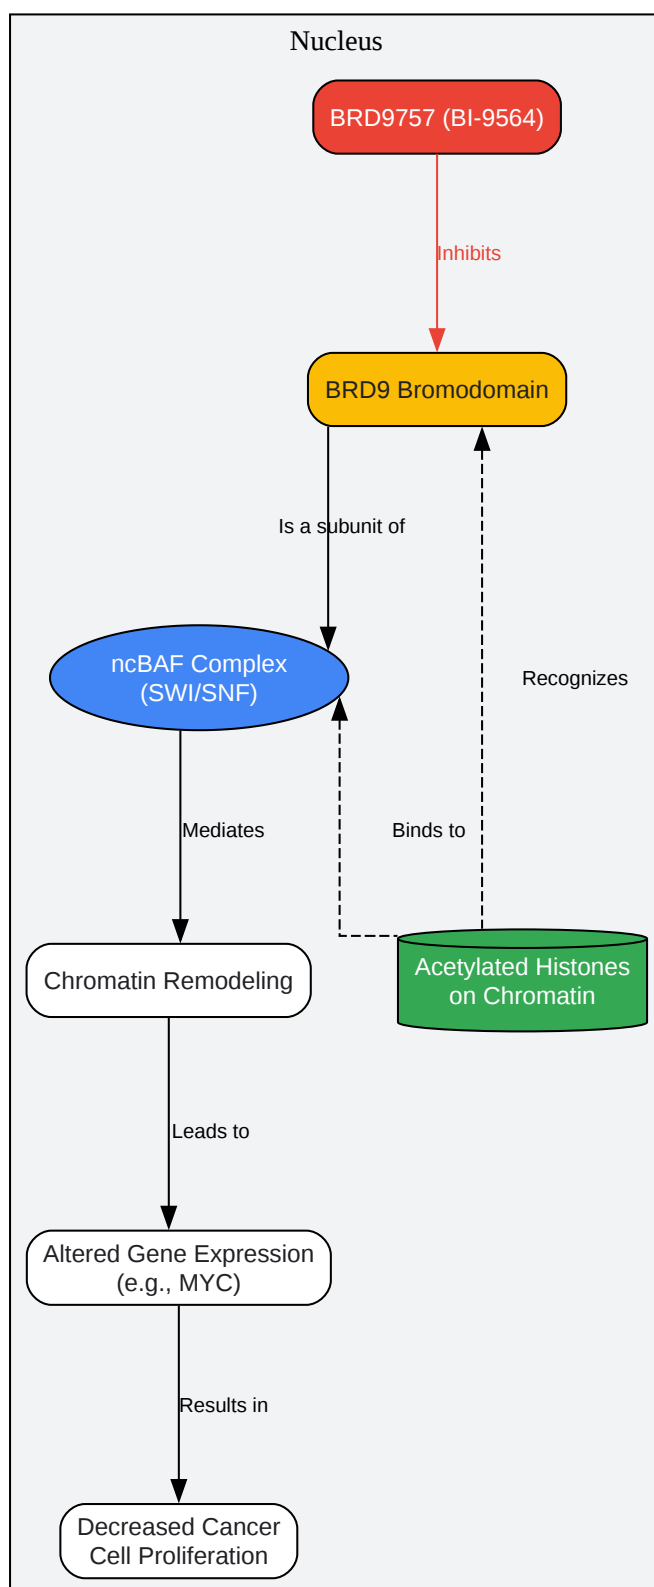 Nucleus
BRD9757 (BI-9564)
Inhibits
BRD9 Bromodomain
Is a subunit of
ncBAF Complex
(SWI/SNF)
Recognizes
Mediates
Binds to
Chromatin Remodeling
Acetylated Histones
on Chromatin
Leads to
Altered Gene Expression
(e.g., MYC)
Results in
Decreased Cancer
Cell Proliferation